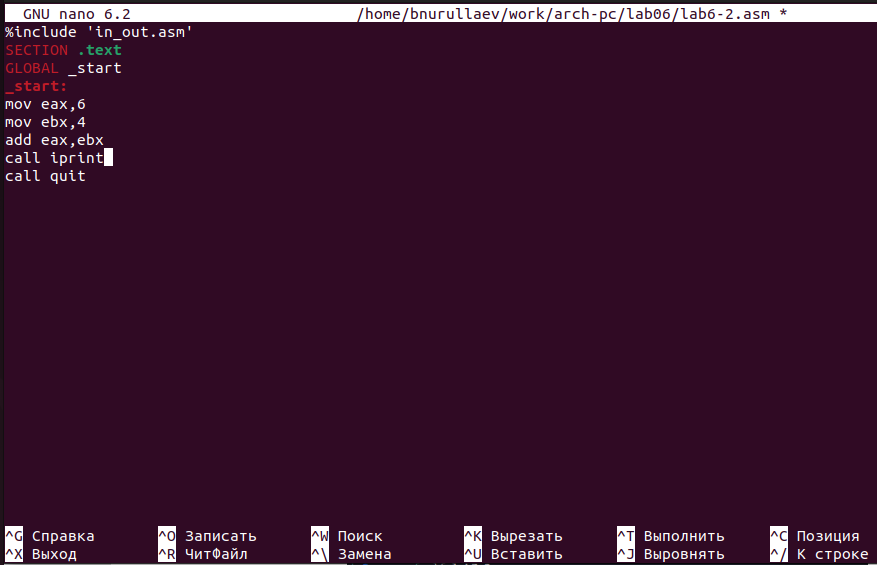 GNU nano 6.2 /home/bnurullaev/work/arch-pc/lab06/lab6-2.asm *
%include 'in_out.asm'
SECTION .text
GLOBAL _start
_start:
mov eax,6
mov ebx,4
add eax,ebx
call iprint
call quit
^G Справка ^O Записать ^W Поиск ^K Вырезать ^T Выполнить ^C Позиция
^X Выход ^R ЧитФайл ^\ Замена ^U Вставить ^J Выровнять ^/ К строке